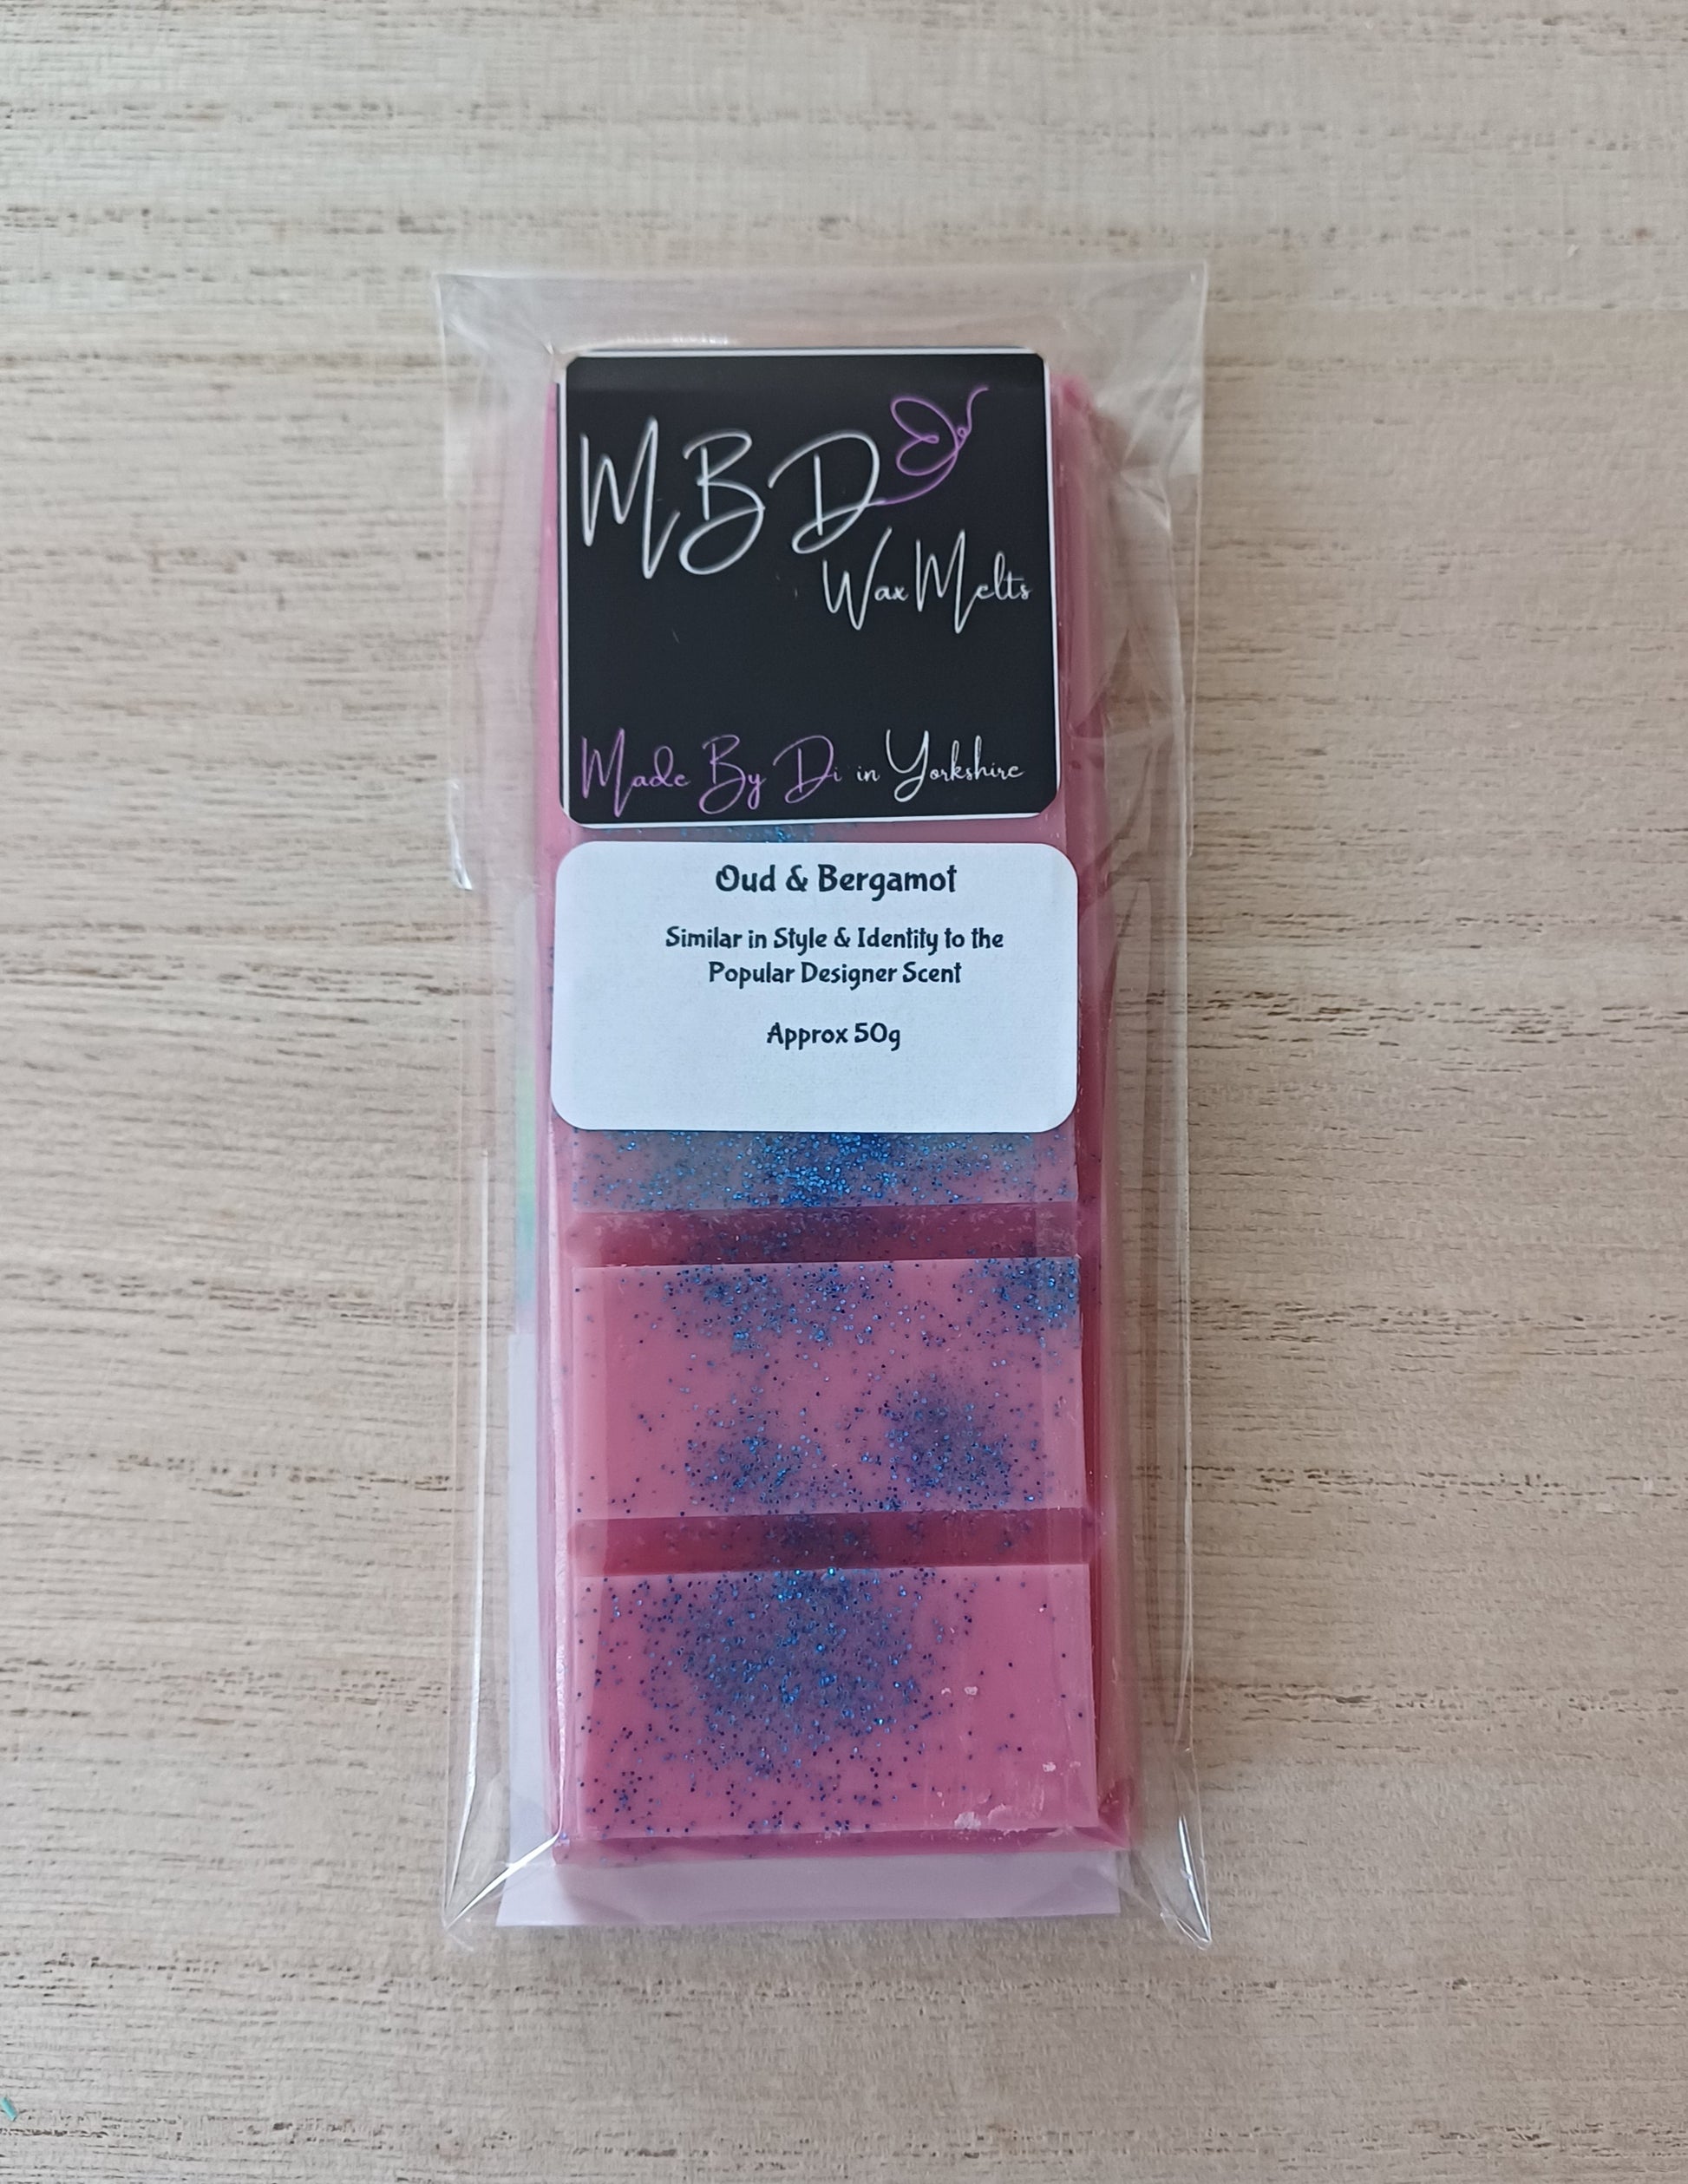 MBD
Wax Melts
Made By Di in Yorkshire
Oud & Bergamot
Similar in Style & Identity to the
Popular Designer Scent
Approx 50g